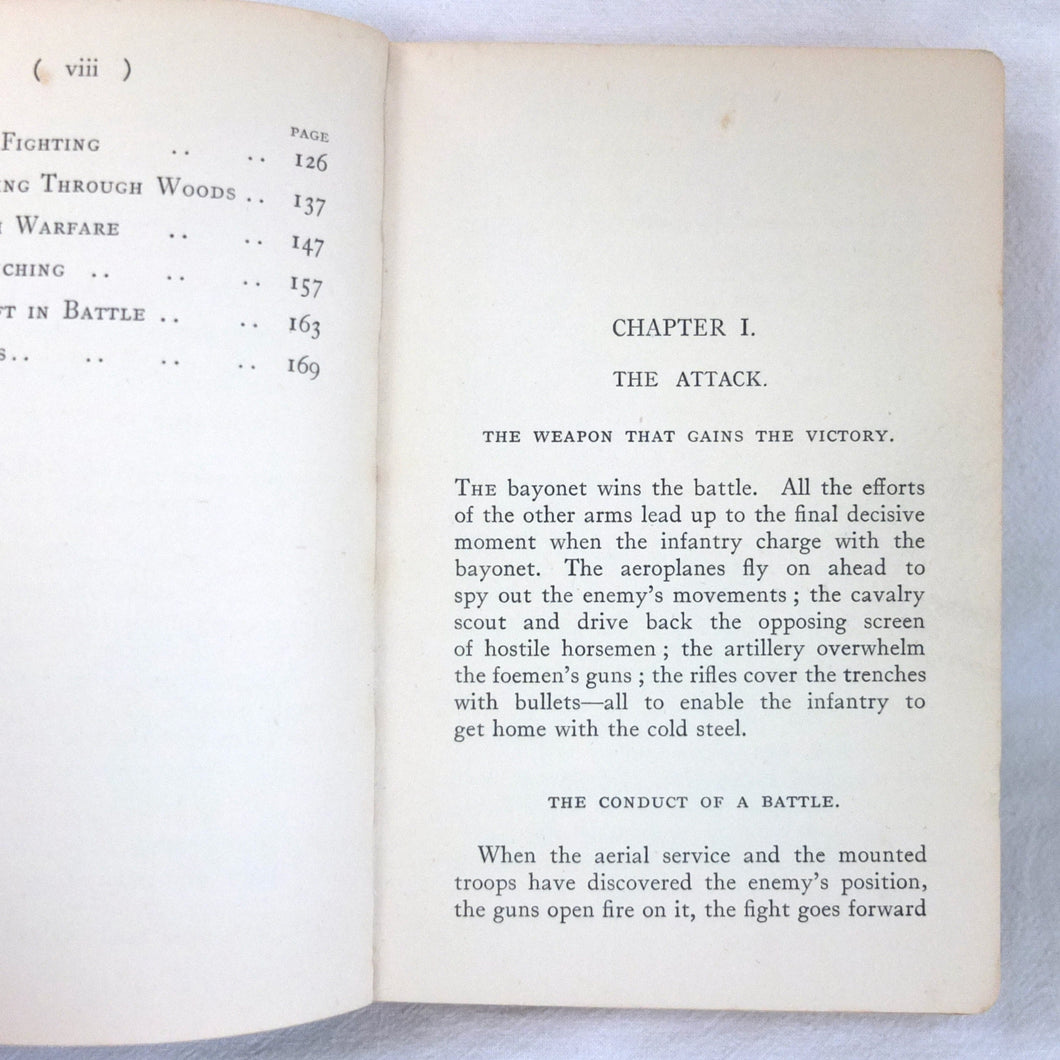 ( viii )
PAGE
FIGHTING .. .. 126
THROUGH WOODS .. 137
WARFARE .. .. 147
.. .. .. 157
IN BATTLE .. .. 163
.. .. .. .. 169
CHAPTER I.
THE ATTACK.
THE WEAPON THAT GAINS THE VICTORY.
THE bayonet wins the battle. All the efforts
of the other arms lead up to the final decisive
moment when the infantry charge with the
bayonet. The aeroplanes fly on ahead to
spy out the enemy's movements ; the cavalry
scout and drive back the opposing screen
of hostile horsemen ; the artillery overwhelm
the foemen's guns ; the rifles cover the trenches
with bullets—all to enable the infantry to
get home with the cold steel.
THE CONDUCT OF A BATTLE.
When the aerial service and the mounted
troops have discovered the enemy's position,
the guns open fire on it, the fight goes forward